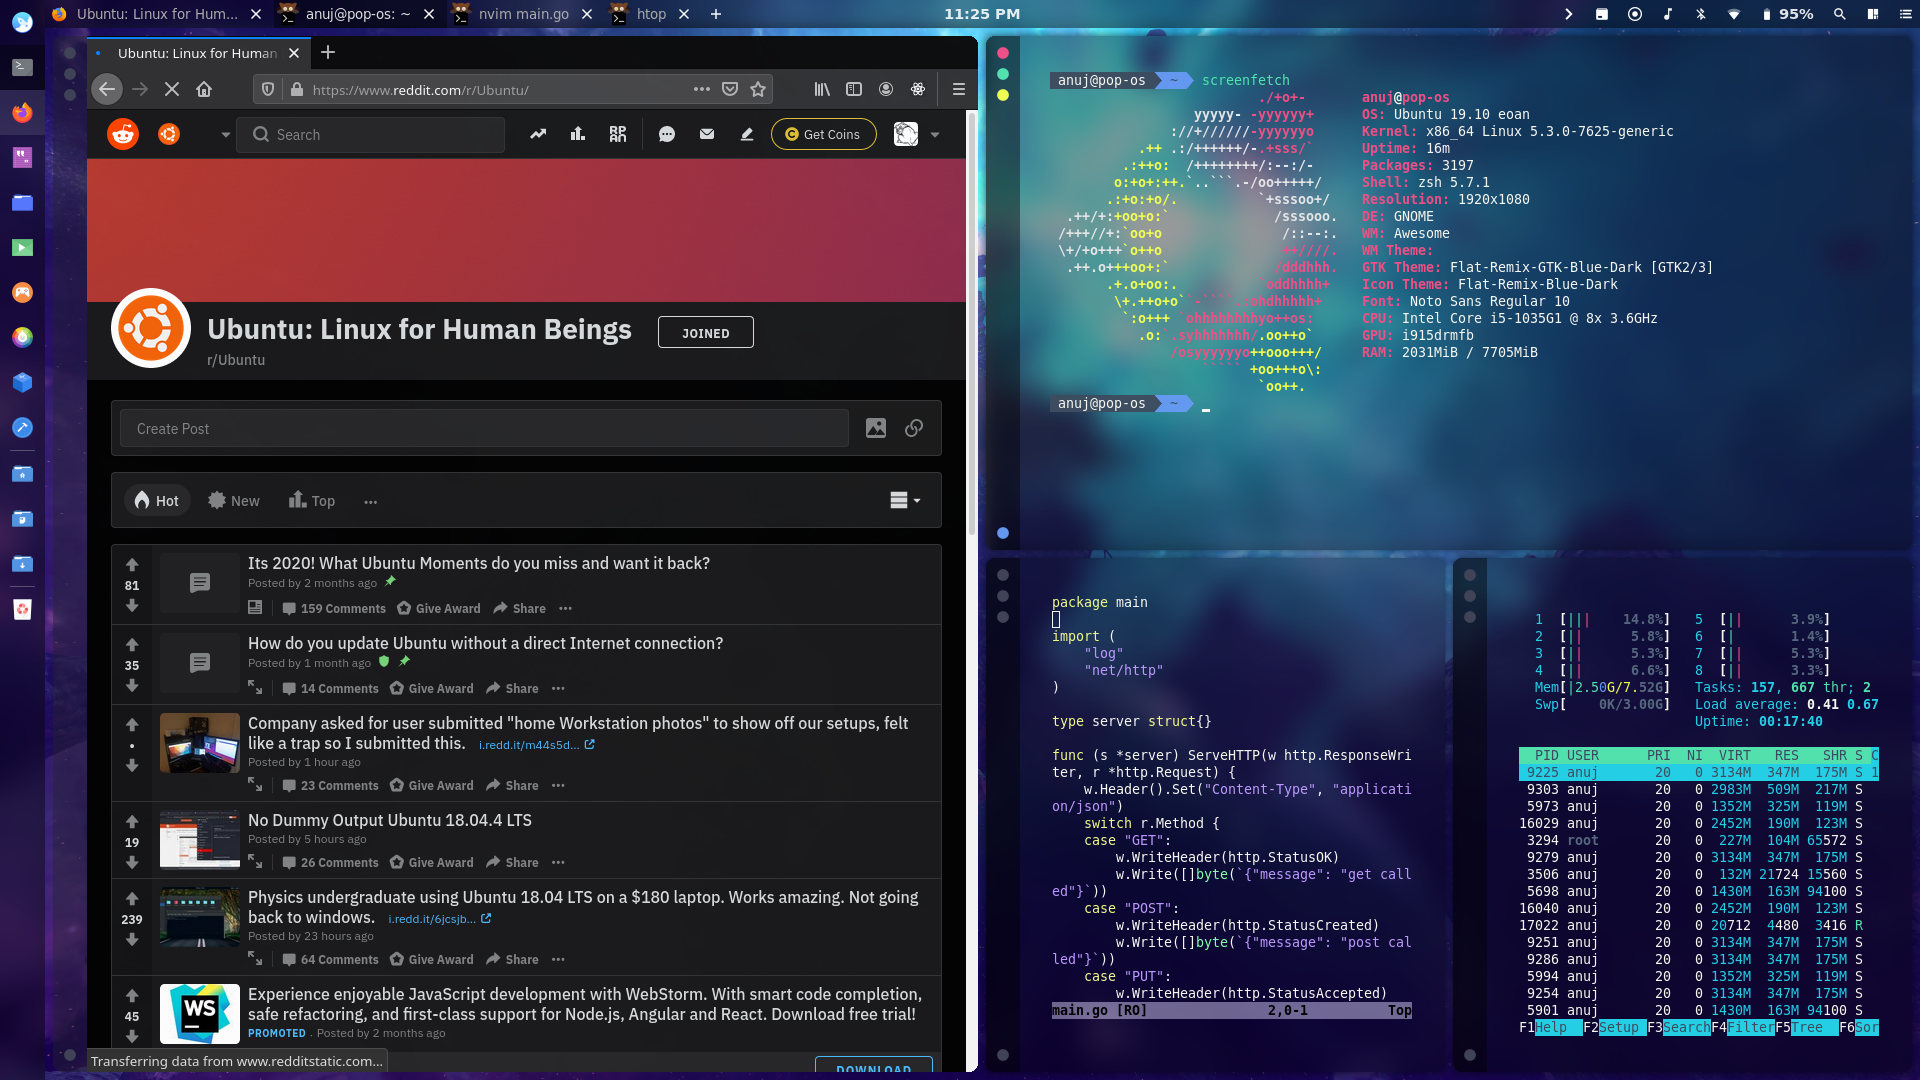 Ubuntu: Linux for Hum...
anuj@pop-os: ~
nvim main.go
htop
11:25 PM
95%
Ubuntu: Linux for Human
https://www.reddit.com/r/Ubuntu/
Search
Get Coins
Ubuntu: Linux for Human Beings
JOINED
r/Ubuntu
Create Post
Hot
New
Top
81
Its 2020! What Ubuntu Moments do you miss and want it back?
Posted by 2 months ago
159 Comments Give Award Share
35
How do you update Ubuntu without a direct Internet connection?
Posted by 1 month ago
14 Comments Give Award Share
Company asked for user submitted "home Workstation photos" to show off our setups, felt
like a trap so I submitted this. i.redd.it/m44s5d...
Posted by 1 hour ago
23 Comments Give Award Share
19
No Dummy Output Ubuntu 18.04.4 LTS
Posted by 5 hours ago
26 Comments Give Award Share
239
Physics undergraduate using Ubuntu 18.04 LTS on a $180 laptop. Works amazing. Not going
back to windows. i.redd.it/6jcsjb...
Posted by 23 hours ago
64 Comments Give Award Share
45
WS
Experience enjoyable JavaScript development with WebStorm. With smart code completion,
safe refactoring, and first-class support for Node.js, Angular and React. Download free trial!
PROMOTED . Posted by 2 months ago
DOWNLOAD
Transferring data from www.redditstatic.com...
anuj@pop-os ~ screenfetch
anuj@pop-os
OS: Ubuntu 19.10 eoan
Kernel: x86_64 Linux 5.3.0-7625-generic
Uptime: 16m
Packages: 3197
Shell: zsh 5.7.1
Resolution: 1920x1080
DE: GNOME
WM: Awesome
WM Theme:
GTK Theme: Flat-Remix-GTK-Blue-Dark [GTK2/3]
Icon Theme: Flat-Remix-Blue-Dark
Font: Noto Sans Regular 10
CPU: Intel Core i5-1035G1 @ 8x 3.6GHz
GPU: i915drmfb
RAM: 2031MiB / 7705MiB
anuj@pop-os ~
package main
import (
"log"
"net/http"
)
type server struct{}
func (s *server) ServeHTTP(w http.ResponseWri
ter, r *http.Request) {
w.Header().Set("Content-Type", "applicati
on/json")
switch r.Method {
case "GET":
w.WriteHeader(http.StatusOK)
w.Write([]byte(`{"message": "get call
ed"}`))
case "POST":
w.WriteHeader(http.StatusCreated)
w.Write([]byte(`{"message": "post cal
led"}`))
case "PUT":
w.WriteHeader(http.StatusAccepted)
main.go [RO] 2,0-1 Top
1 [||| 14.8%] 5 [|| 3.9%]
2 [|| 5.8%] 6 [| 1.4%]
3 [|| 5.3%] 7 [|| 5.3%]
4 [|| 6.6%] 8 [|| 3.3%]
Mem[|2.50G/7.52G] Tasks: 157, 667 thr; 2
Swp[ 0K/3.00G] Load average: 0.41 0.67
Uptime: 00:17:40
PID USER PRI NI VIRT RES SHR S C
9225 anuj 20 0 3134M 347M 175M S 1
9303 anuj 20 0 2983M 509M 217M S
5973 anuj 20 0 1352M 325M 119M S
16029 anuj 20 0 2452M 190M 123M S
3294 root 20 0 227M 104M 65572 S
9279 anuj 20 0 3134M 347M 175M S
3506 anuj 20 0 132M 21724 15560 S
5698 anuj 20 0 1430M 163M 94100 S
16040 anuj 20 0 2452M 190M 123M S
17022 anuj 20 0 20712 4480 3416 R
9251 anuj 20 0 3134M 347M 175M S
9286 anuj 20 0 3134M 347M 175M S
5994 anuj 20 0 1352M 325M 119M S
9254 anuj 20 0 3134M 347M 175M S
5901 anuj 20 0 1430M 163M 94100 S
F1Help F2Setup F3SearchF4FilterF5Tree F6Sor